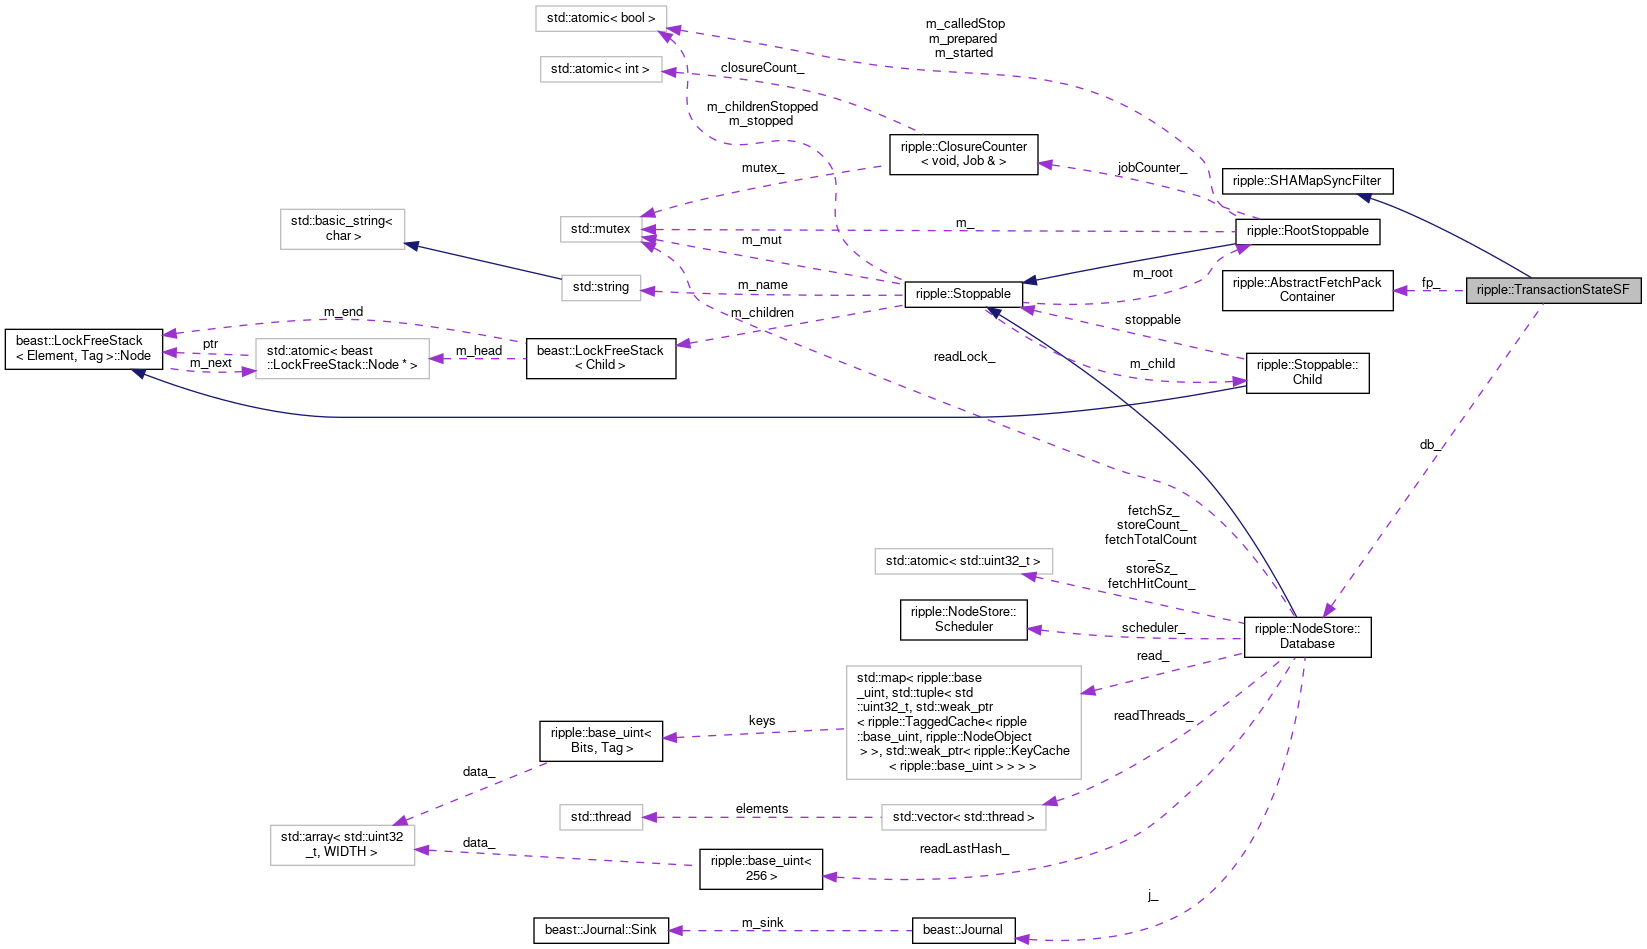 std::atomic< bool >
m_calledStop
m_prepared
m_started
std::atomic< int >
closureCount_
m_childrenStopped
m_stopped
ripple::ClosureCounter
< void, Job & >
mutex_
jobCounter_
ripple::SHAMapSyncFilter
std::basic_string<
char >
std::mutex
m_
ripple::RootStoppable
m_mut
m_root
std::string
m_name
ripple::Stoppable
ripple::AbstractFetchPack
Container
fp_
ripple::TransactionStateSF
m_end
m_children
stoppable
beast::LockFreeStack
< Element, Tag >::Node
ptr
m_next
std::atomic< beast
::LockFreeStack::Node * >
m_head
beast::LockFreeStack
< Child >
readLock_
m_child
ripple::Stoppable::
Child
db_
fetchSz_
storeCount_
fetchTotalCount
_
storeSz_
fetchHitCount_
std::atomic< std::uint32_t >
ripple::NodeStore::
Scheduler
scheduler_
ripple::NodeStore::
Database
read_
std::map< ripple::base
_uint, std::tuple< std
::uint32_t, std::weak_ptr
< ripple::TaggedCache< ripple
::base_uint, ripple::NodeObject
> >, std::weak_ptr< ripple::KeyCache
< ripple::base_uint > > > >
keys
ripple::base_uint<
Bits, Tag >
readThreads_
data_
std::thread
elements
std::vector< std::thread >
std::array< std::uint32
_t, WIDTH >
data_
ripple::base_uint<
256 >
readLastHash_
j_
beast::Journal::Sink
m_sink
beast::Journal